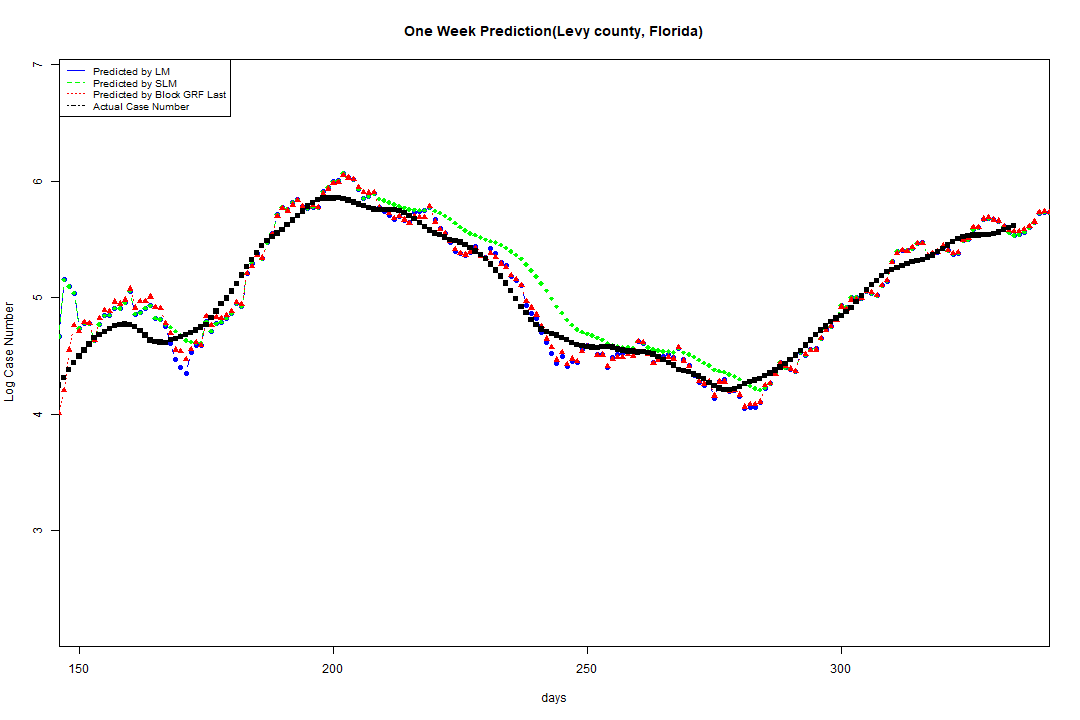 One Week Prediction(Levy county, Florida)
Predicted by LM
Predicted by SLM
Predicted by Block GRF Last
Actual Case Number
7
6
5
4
3
Log Case Number
150 200 250 300
days